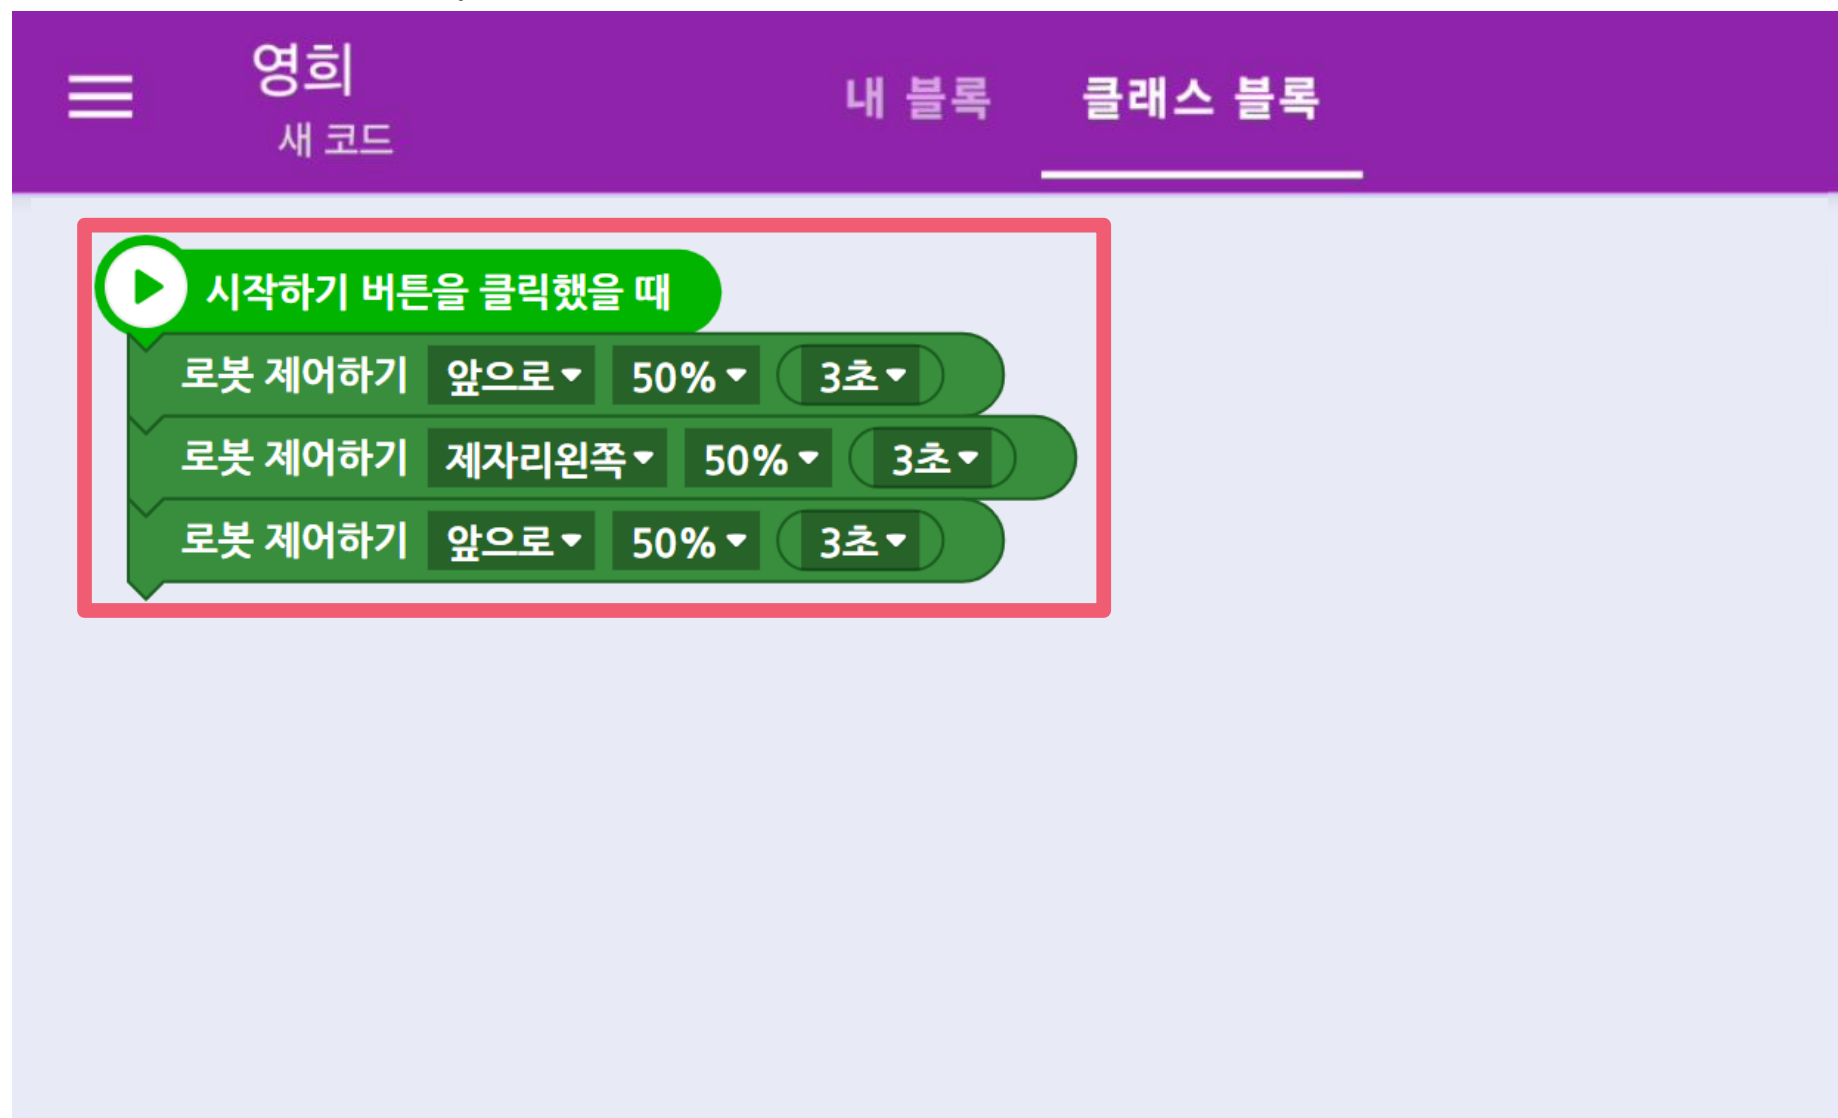 영희
새 코드
내 블록 클래스 블록
시작하기 버튼을 클릭했을 때
로봇 제어하기 앞으로 50% 3초
로봇 제어하기 제자리왼쪽 50% 3초
로봇 제어하기 앞으로 50% 3초